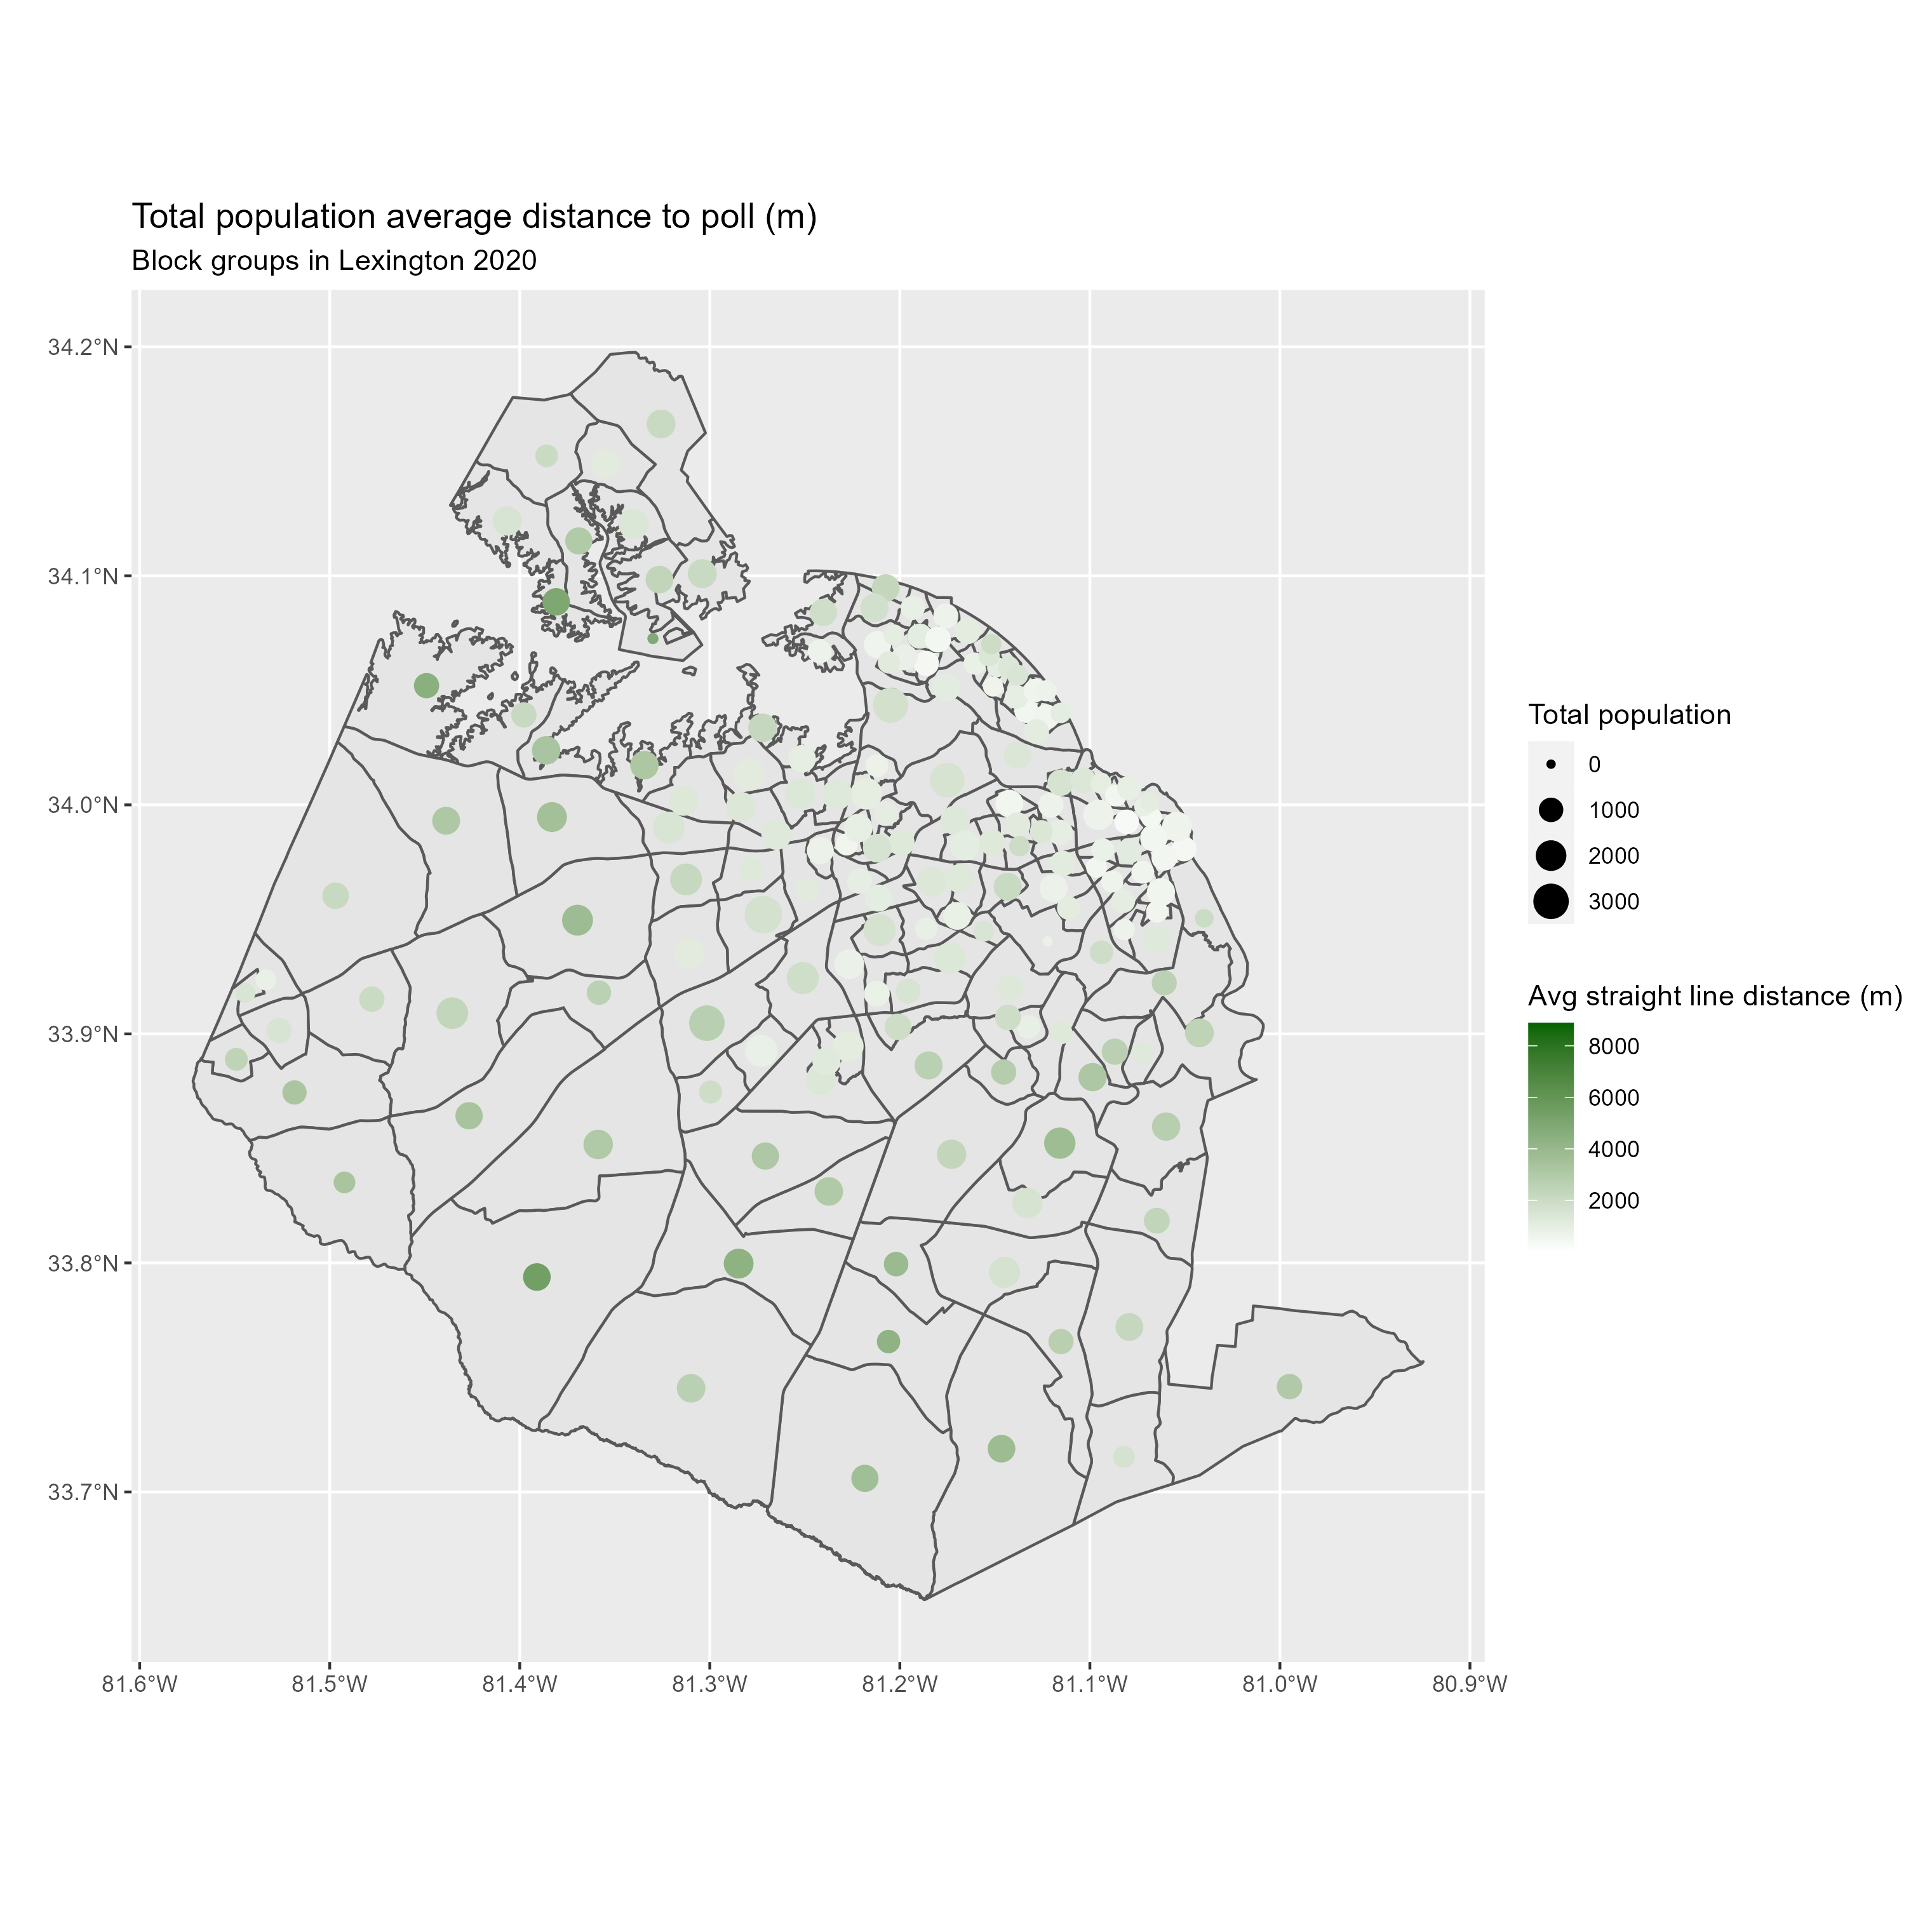 Total population average distance to poll (m)
Block groups in Lexington 2020
34.2°N
34.1°N
34.0°N
33.9°N
33.8°N
33.7°N
81.6°W 81.5°W 81.4°W 81.3°W 81.2°W 81.1°W 81.0°W 80.9°W
Total population
0
1000
2000
3000
Avg straight line distance (m)
8000
6000
4000
2000